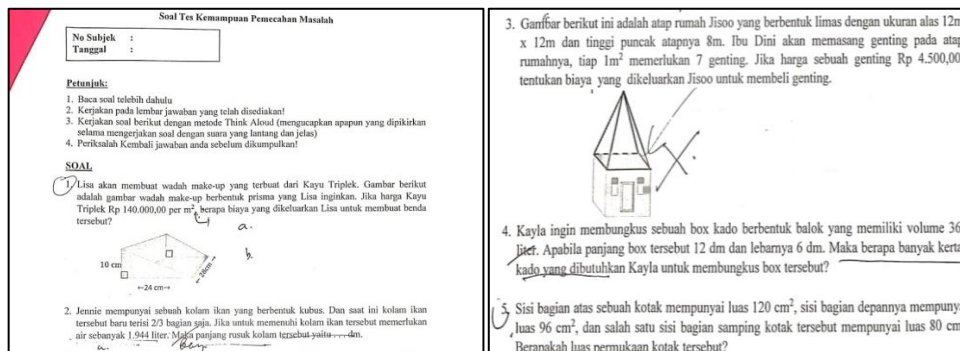 Soal Tes Kemampuan Pemecahan Masalah
No Subjek :
Tanggal :
Petunjuk:
1. Baca soal telebih dahulu
2. Kerjakan pada lembar jawaban yang telah disediakan!
3. Kerjakan soal berikut dengan metode Think Aloud (mengucapkan apapun yang dipikirkan
selama mengerjakan soal dengan suara yang lantang dan jelas)
4. Periksalah Kembali jawaban anda sebelum dikumpulkan!
SOAL
1. Lisa akan membuat wadah make-up yang terbuat dari Kayu Triplek. Gambar berikut
adalah gambar wadah make-up berbentuk prisma yang Lisa inginkan. Jika harga Kayu
Triplek Rp 140.000,00 per m², berapa biaya yang dikeluarkan Lisa untuk membuat benda
tersebut?
a.
b.
10 cm
26cm
24 cm
2. Jennie mempunyai sebuah kolam ikan yang berbentuk kubus. Dan saat ini kolam ikan
tersebut baru terisi 2/3 bagian saja. Jika untuk memenuhi kolam ikan tersebut memerlukan
air sebanyak 1.944 liter. Maka panjang rusuk kolam tersebut yaitu . . . dm.
a.
3. Gambar berikut ini adalah atap rumah Jisoo yang berbentuk limas dengan ukuran alas 12m
x 12m dan tinggi puncak atapnya 8m. Ibu Dini akan memasang genting pada atap
rumahnya, tiap 1m² memerlukan 7 genting. Jika harga sebuah genting Rp 4.500,00
tentukan biaya yang dikeluarkan Jisoo untuk membeli genting.
4. Kayla ingin membungkus sebuah box kado berbentuk balok yang memiliki volume 36
liter. Apabila panjang box tersebut 12 dm dan lebarnya 6 dm. Maka berapa banyak kerta
kado yang dibutuhkan Kayla untuk membungkus box tersebut?
5. Sisi bagian atas sebuah kotak mempunyai luas 120 cm², sisi bagian depannya mempuny
luas 96 cm², dan salah satu sisi bagian samping kotak tersebut mempunyai luas 80 cm
Berapakah luas permukaan kotak tersebut?